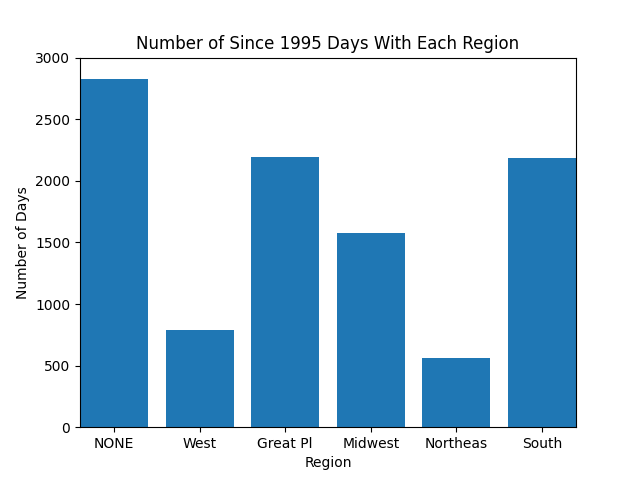 Number of Since 1995 Days With Each Region
3000
2500
2000
1500
1000
500
0
Number of Days
NONE West Great Pl Midwest Northeas South
Region